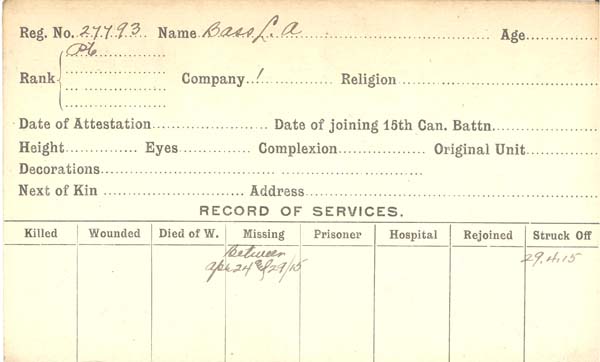 Reg. No. 27793 Name Bass L. A Age
Pte
Rank Company 1 Religion
Date of Attestation Date of joining 15th Can. Battn.
Height Eyes Complexion Original Unit
Decorations
Next of Kin Address
RECORD OF SERVICES.
Killed Wounded Died of W. Missing Prisoner Hospital Rejoined Struck Off
between 29.4.15
Apr 24 & 29/15